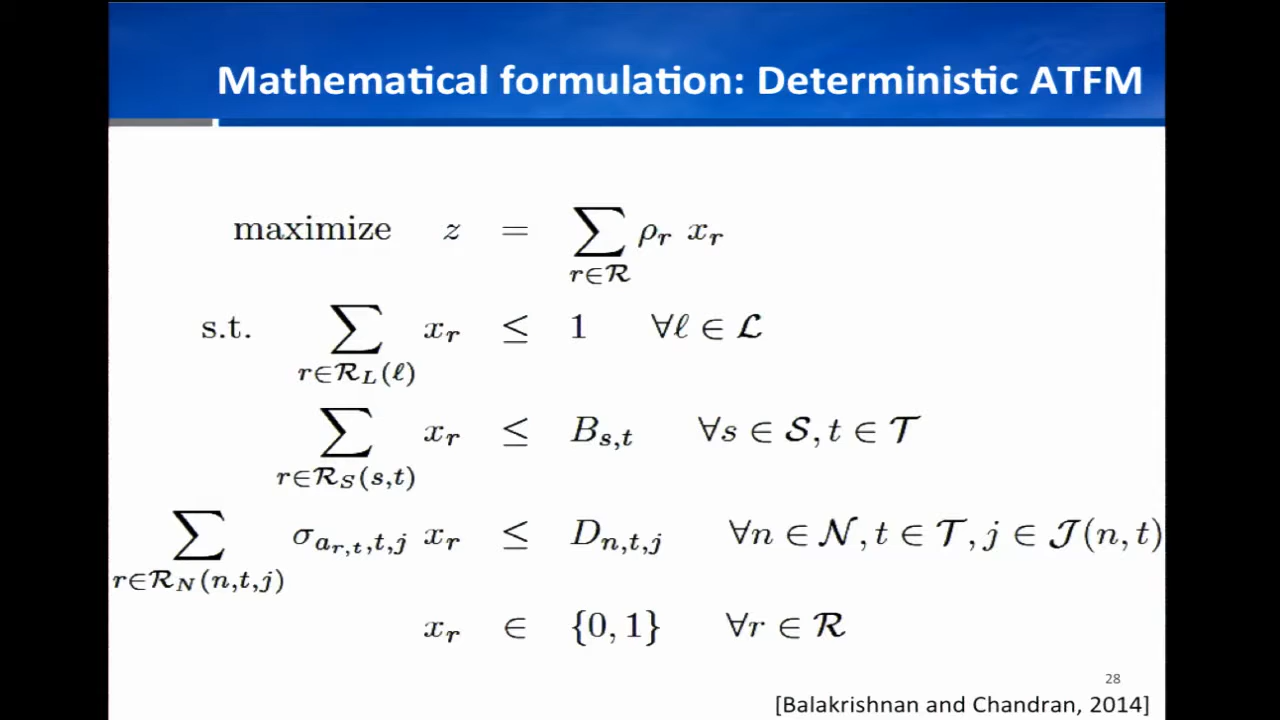 Mathematical formulation: Deterministic ATFM
maximize z = ∑_{r∈ℛ} ρ_r x_r
s.t. ∑_{r∈ℛ_L(ℓ)} x_r ≤ 1 ∀ℓ ∈ ℒ
∑_{r∈ℛ_S(s,t)} x_r ≤ B_{s,t} ∀s ∈ 𝒮, t ∈ 𝒯
∑_{r∈ℛ_N(n,t,j)} σ_{a_{r,t},t,j} x_r ≤ D_{n,t,j} ∀n ∈ 𝒩, t ∈ 𝒯, j ∈ 𝒥(n,t)
x_r ∈ {0, 1} ∀r ∈ ℛ
28
[Balakrishnan and Chandran, 2014]